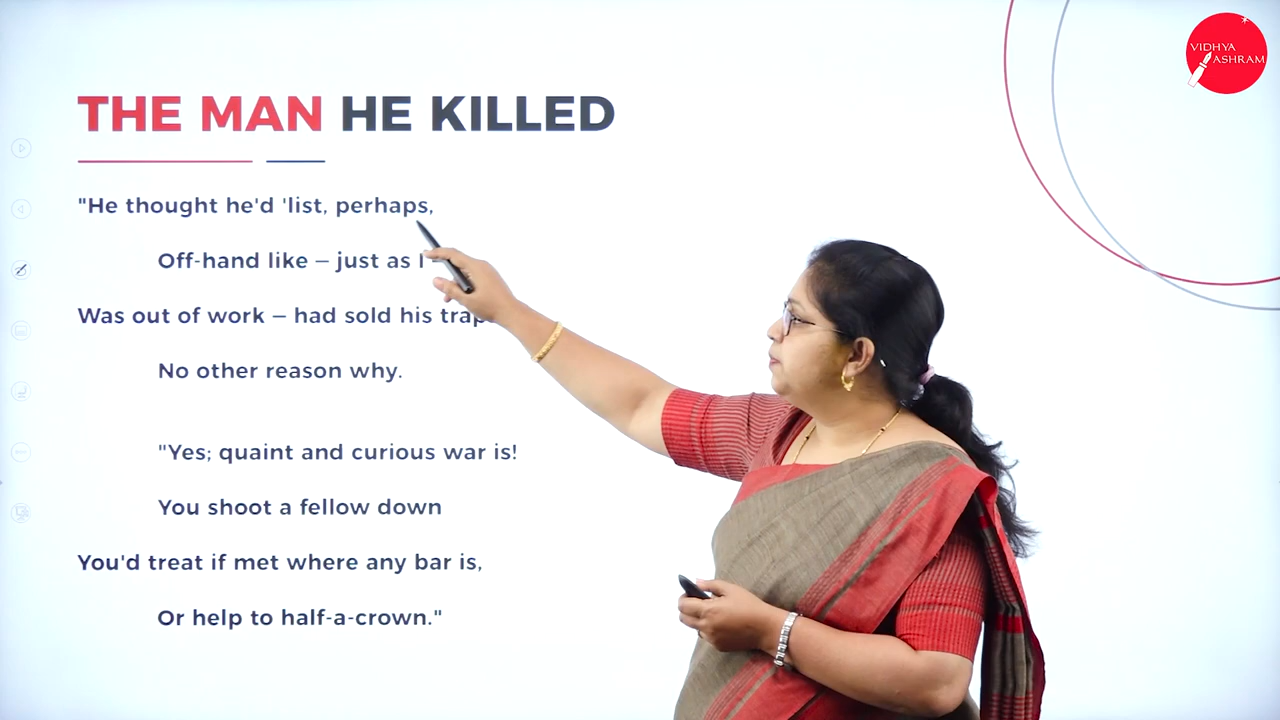 VIDHYA
ASHRAM
THE MAN HE KILLED
"He thought he'd 'list, perhaps,
Off-hand like – just as I –
Was out of work – had sold his trap
No other reason why.
"Yes; quaint and curious war is!
You shoot a fellow down
You'd treat if met where any bar is,
Or help to half-a-crown."